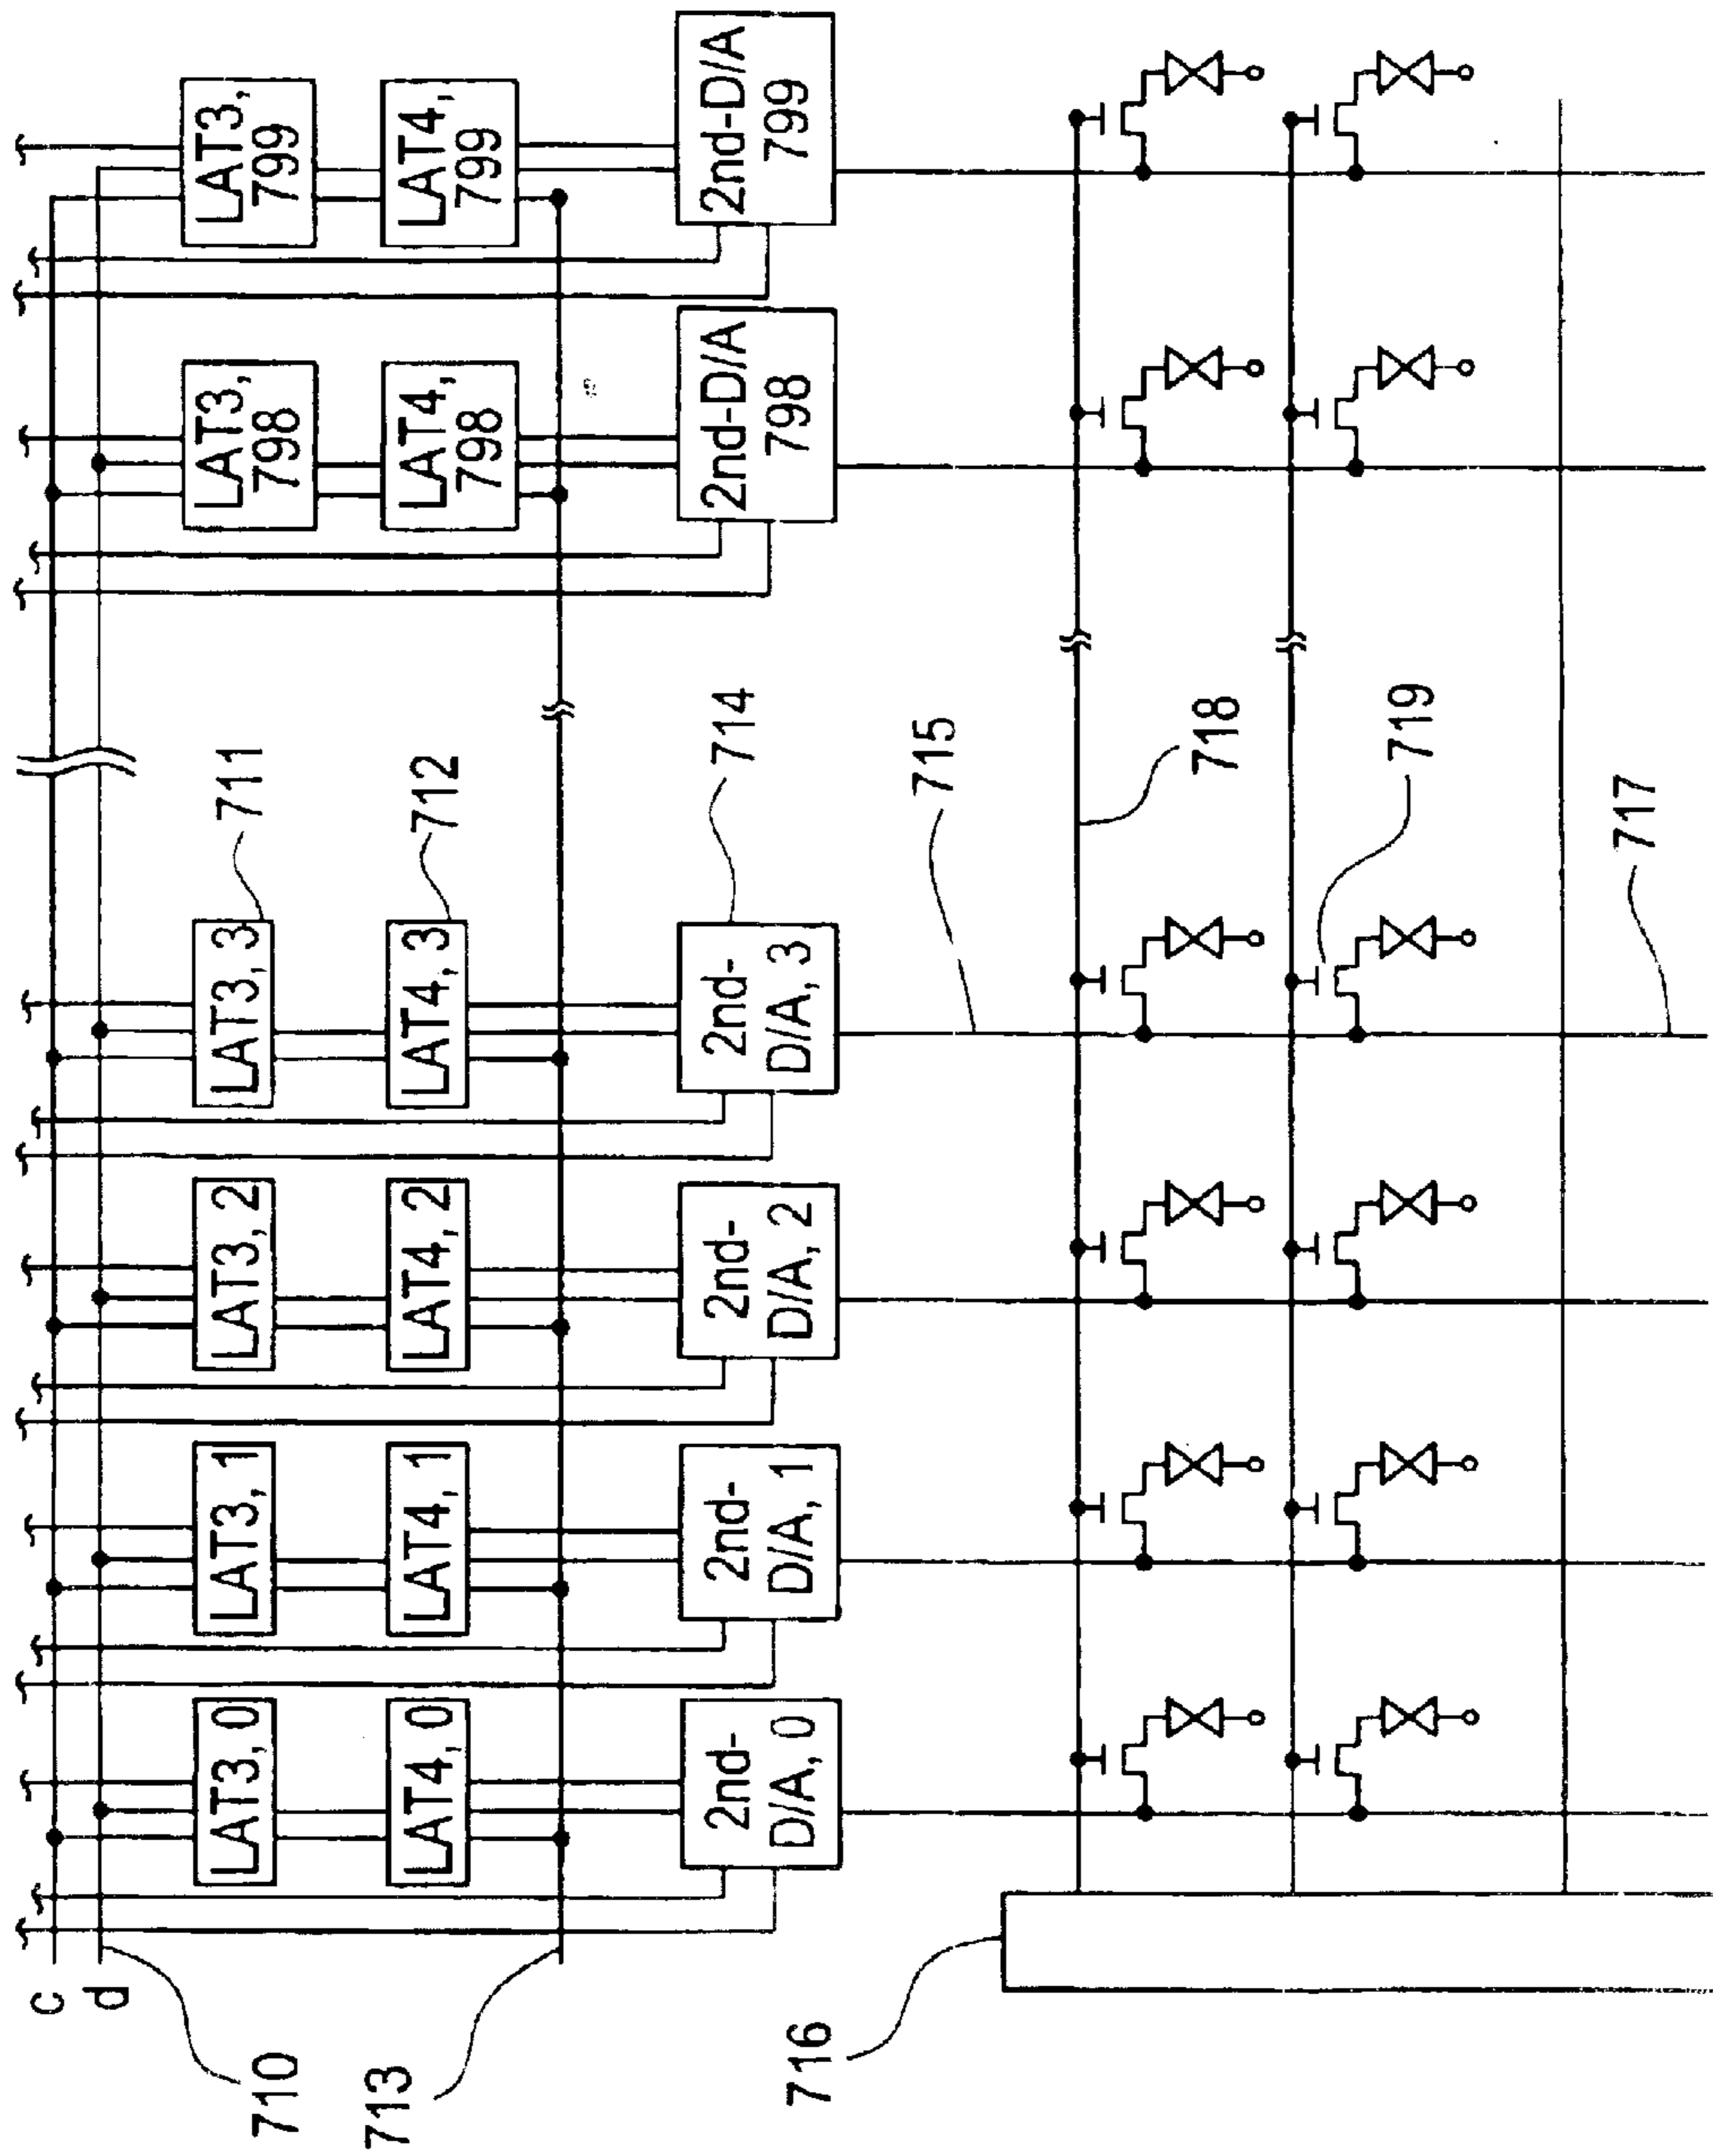 c
d
710
LAT3, 0
LAT3, 1
LAT3, 2
LAT3, 3
711
LAT3,
798
LAT3,
799
713
LAT4, 0
LAT4, 1
LAT4, 2
LAT4, 3
712
LAT4,
798
LAT4,
799
2nd-
D/A, 0
2nd-
D/A, 1
2nd-
D/A, 2
2nd-
D/A, 3
714
2nd-D/A
798
2nd-D/A
799
716
715
718
719
717